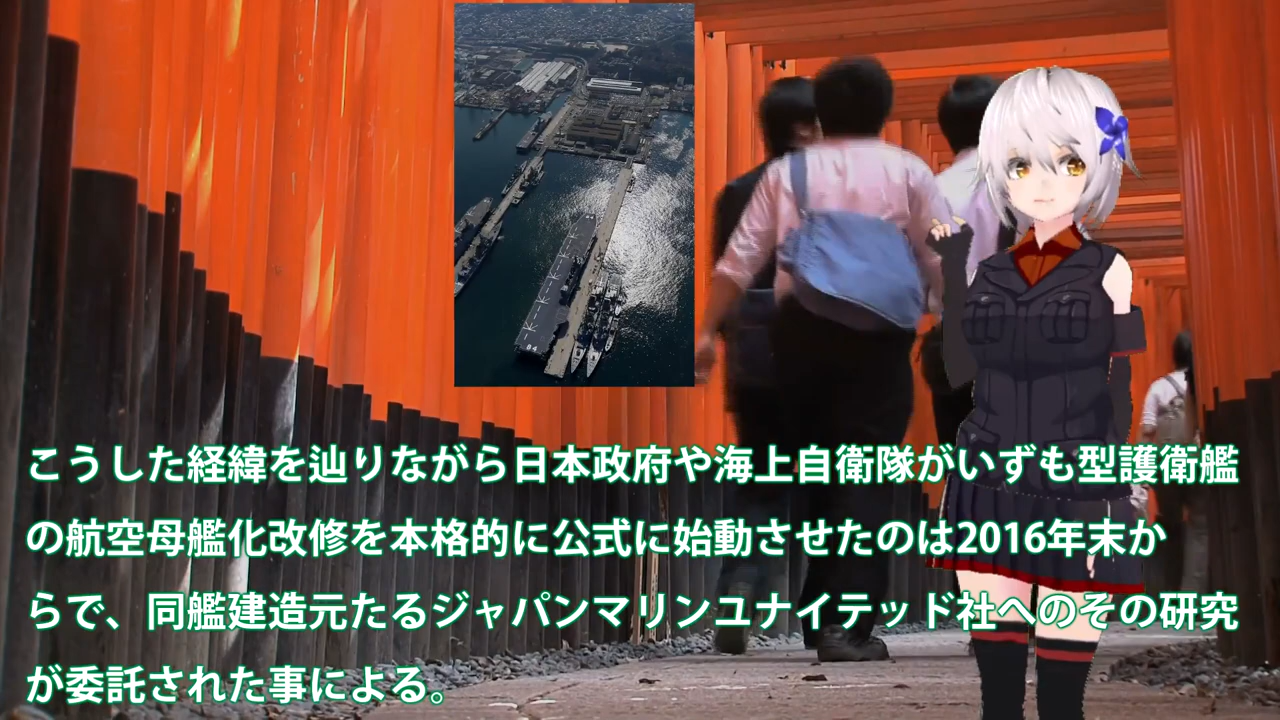 84
こうした経緯を辿りながら日本政府や海上自衛隊がいずも型護衛艦
の航空母艦化改修を本格的に公式に始動させたのは2016年末か
らで、同艦建造元たるジャパンマリンユナイテッド社へのその研究
が委託された事による。